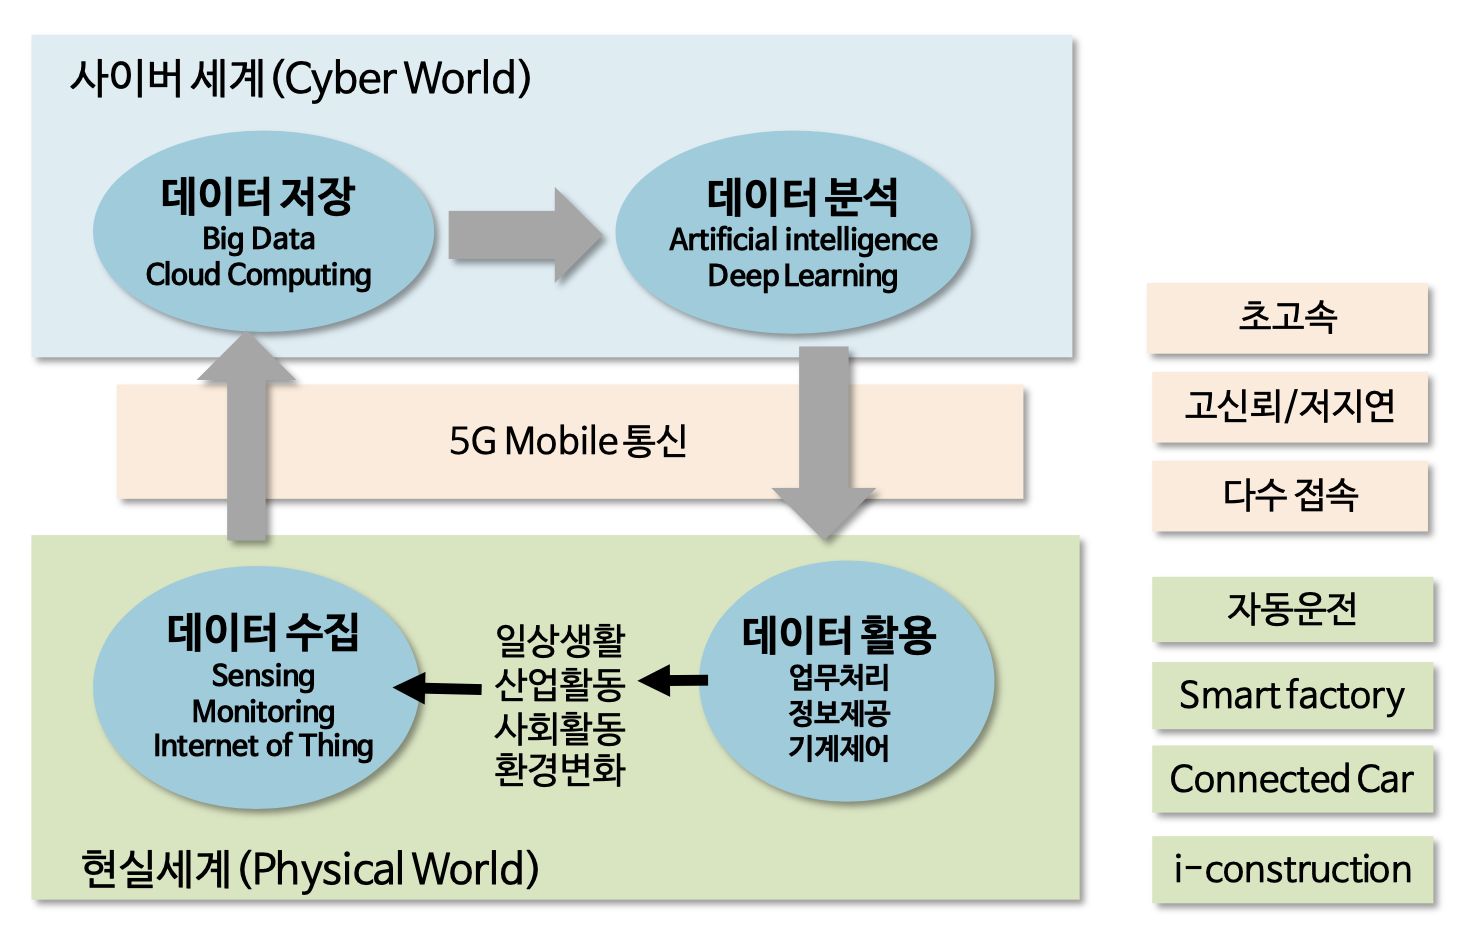 사이버 세계(Cyber World)
데이터 저장
Big Data
Cloud Computing
데이터 분석
Artificial intelligence
Deep Learning
5G Mobile 통신
데이터 수집
Sensing
Monitoring
Internet of Thing
일상생활
산업활동
사회활동
환경변화
데이터 활용
업무처리
정보제공
기계제어
현실세계(Physical World)
초고속
고신뢰/저지연
다수 접속
자동운전
Smart factory
Connected Car
i-construction